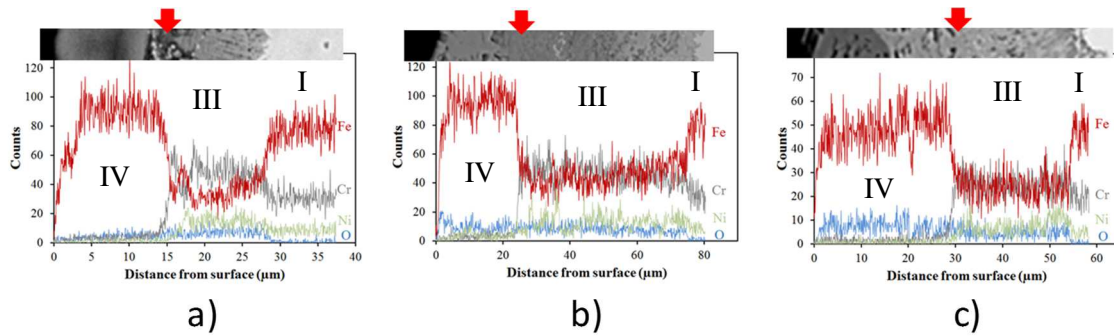 120
100
80
60
40
20
0
Counts
0 5 10 15 20 25 30 35 40
Distance from surface (µm)
IV
III
I
Fe
Cr
Ni
O
a)
120
100
80
60
40
20
0
Counts
0 20 40 60 80
Distance from surface (µm)
IV
III
I
Fe
Cr
Ni
O
b)
70
60
50
40
30
20
10
0
Counts
0 10 20 30 40 50 60
Distance from surface (µm)
IV
III
I
Fe
Cr
Ni
O
c)